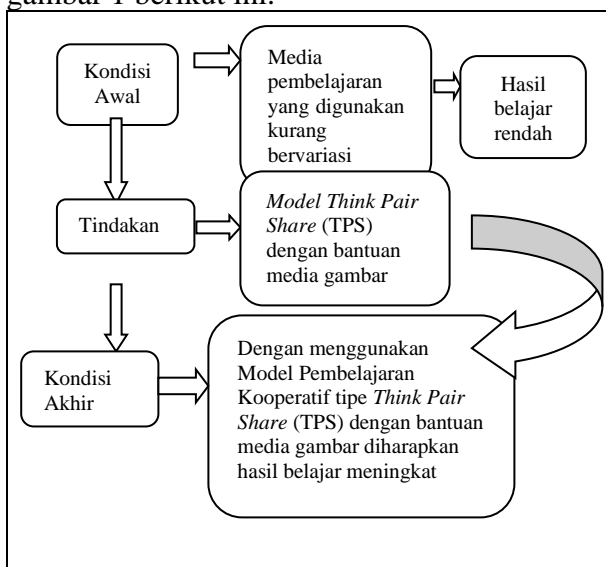 gambar 1 berikut ini.
Kondisi
Awal
Media
pembelajaran
yang digunakan
kurang
bervariasi
Hasil
belajar
rendah
Tindakan
Model Think Pair
Share (TPS)
dengan bantuan
media gambar
Kondisi
Akhir
Dengan menggunakan
Model Pembelajaran
Kooperatif tipe Think Pair
Share (TPS) dengan bantuan
media gambar diharapkan
hasil belajar meningkat